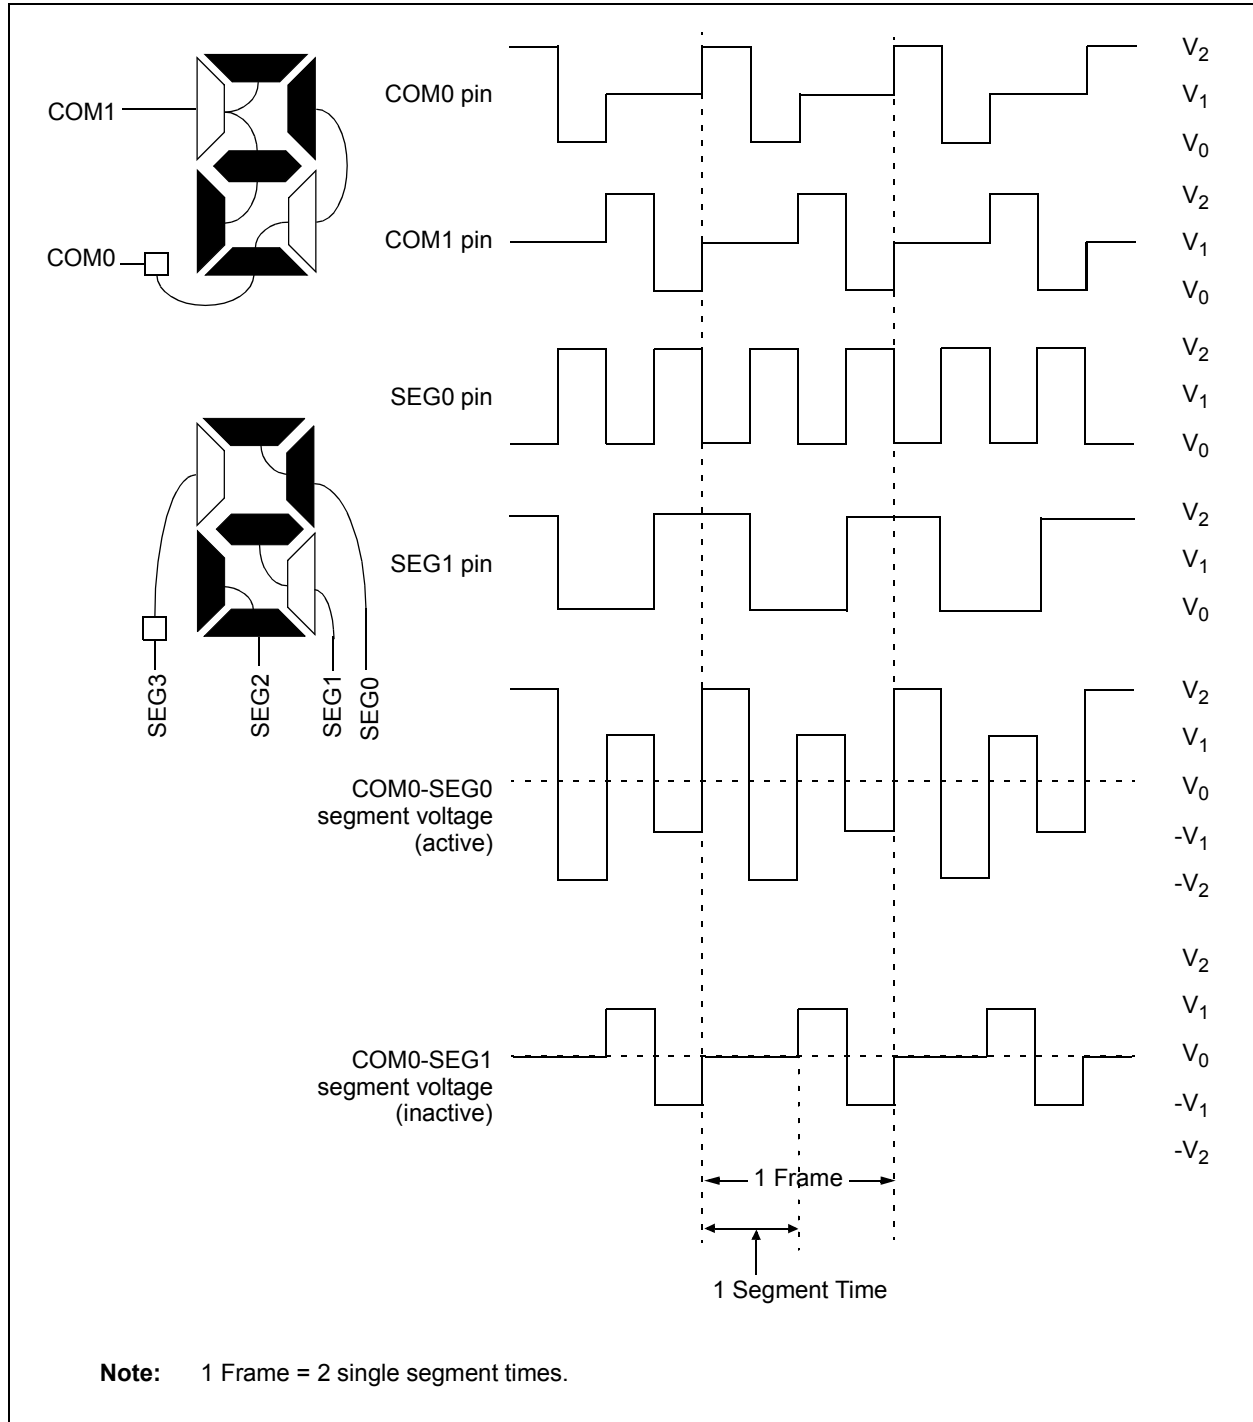 COM1
COM0
SEG3
SEG2
SEG1
SEG0
COM0 pin
V2
V1
V0
COM1 pin
V2
V1
V0
SEG0 pin
V2
V1
V0
SEG1 pin
V2
V1
V0
COM0-SEG0
segment voltage
(active)
V2
V1
V0
-V1
-V2
COM0-SEG1
segment voltage
(inactive)
V2
V1
V0
-V1
-V2
1 Frame
1 Segment Time
Note: 1 Frame = 2 single segment times.